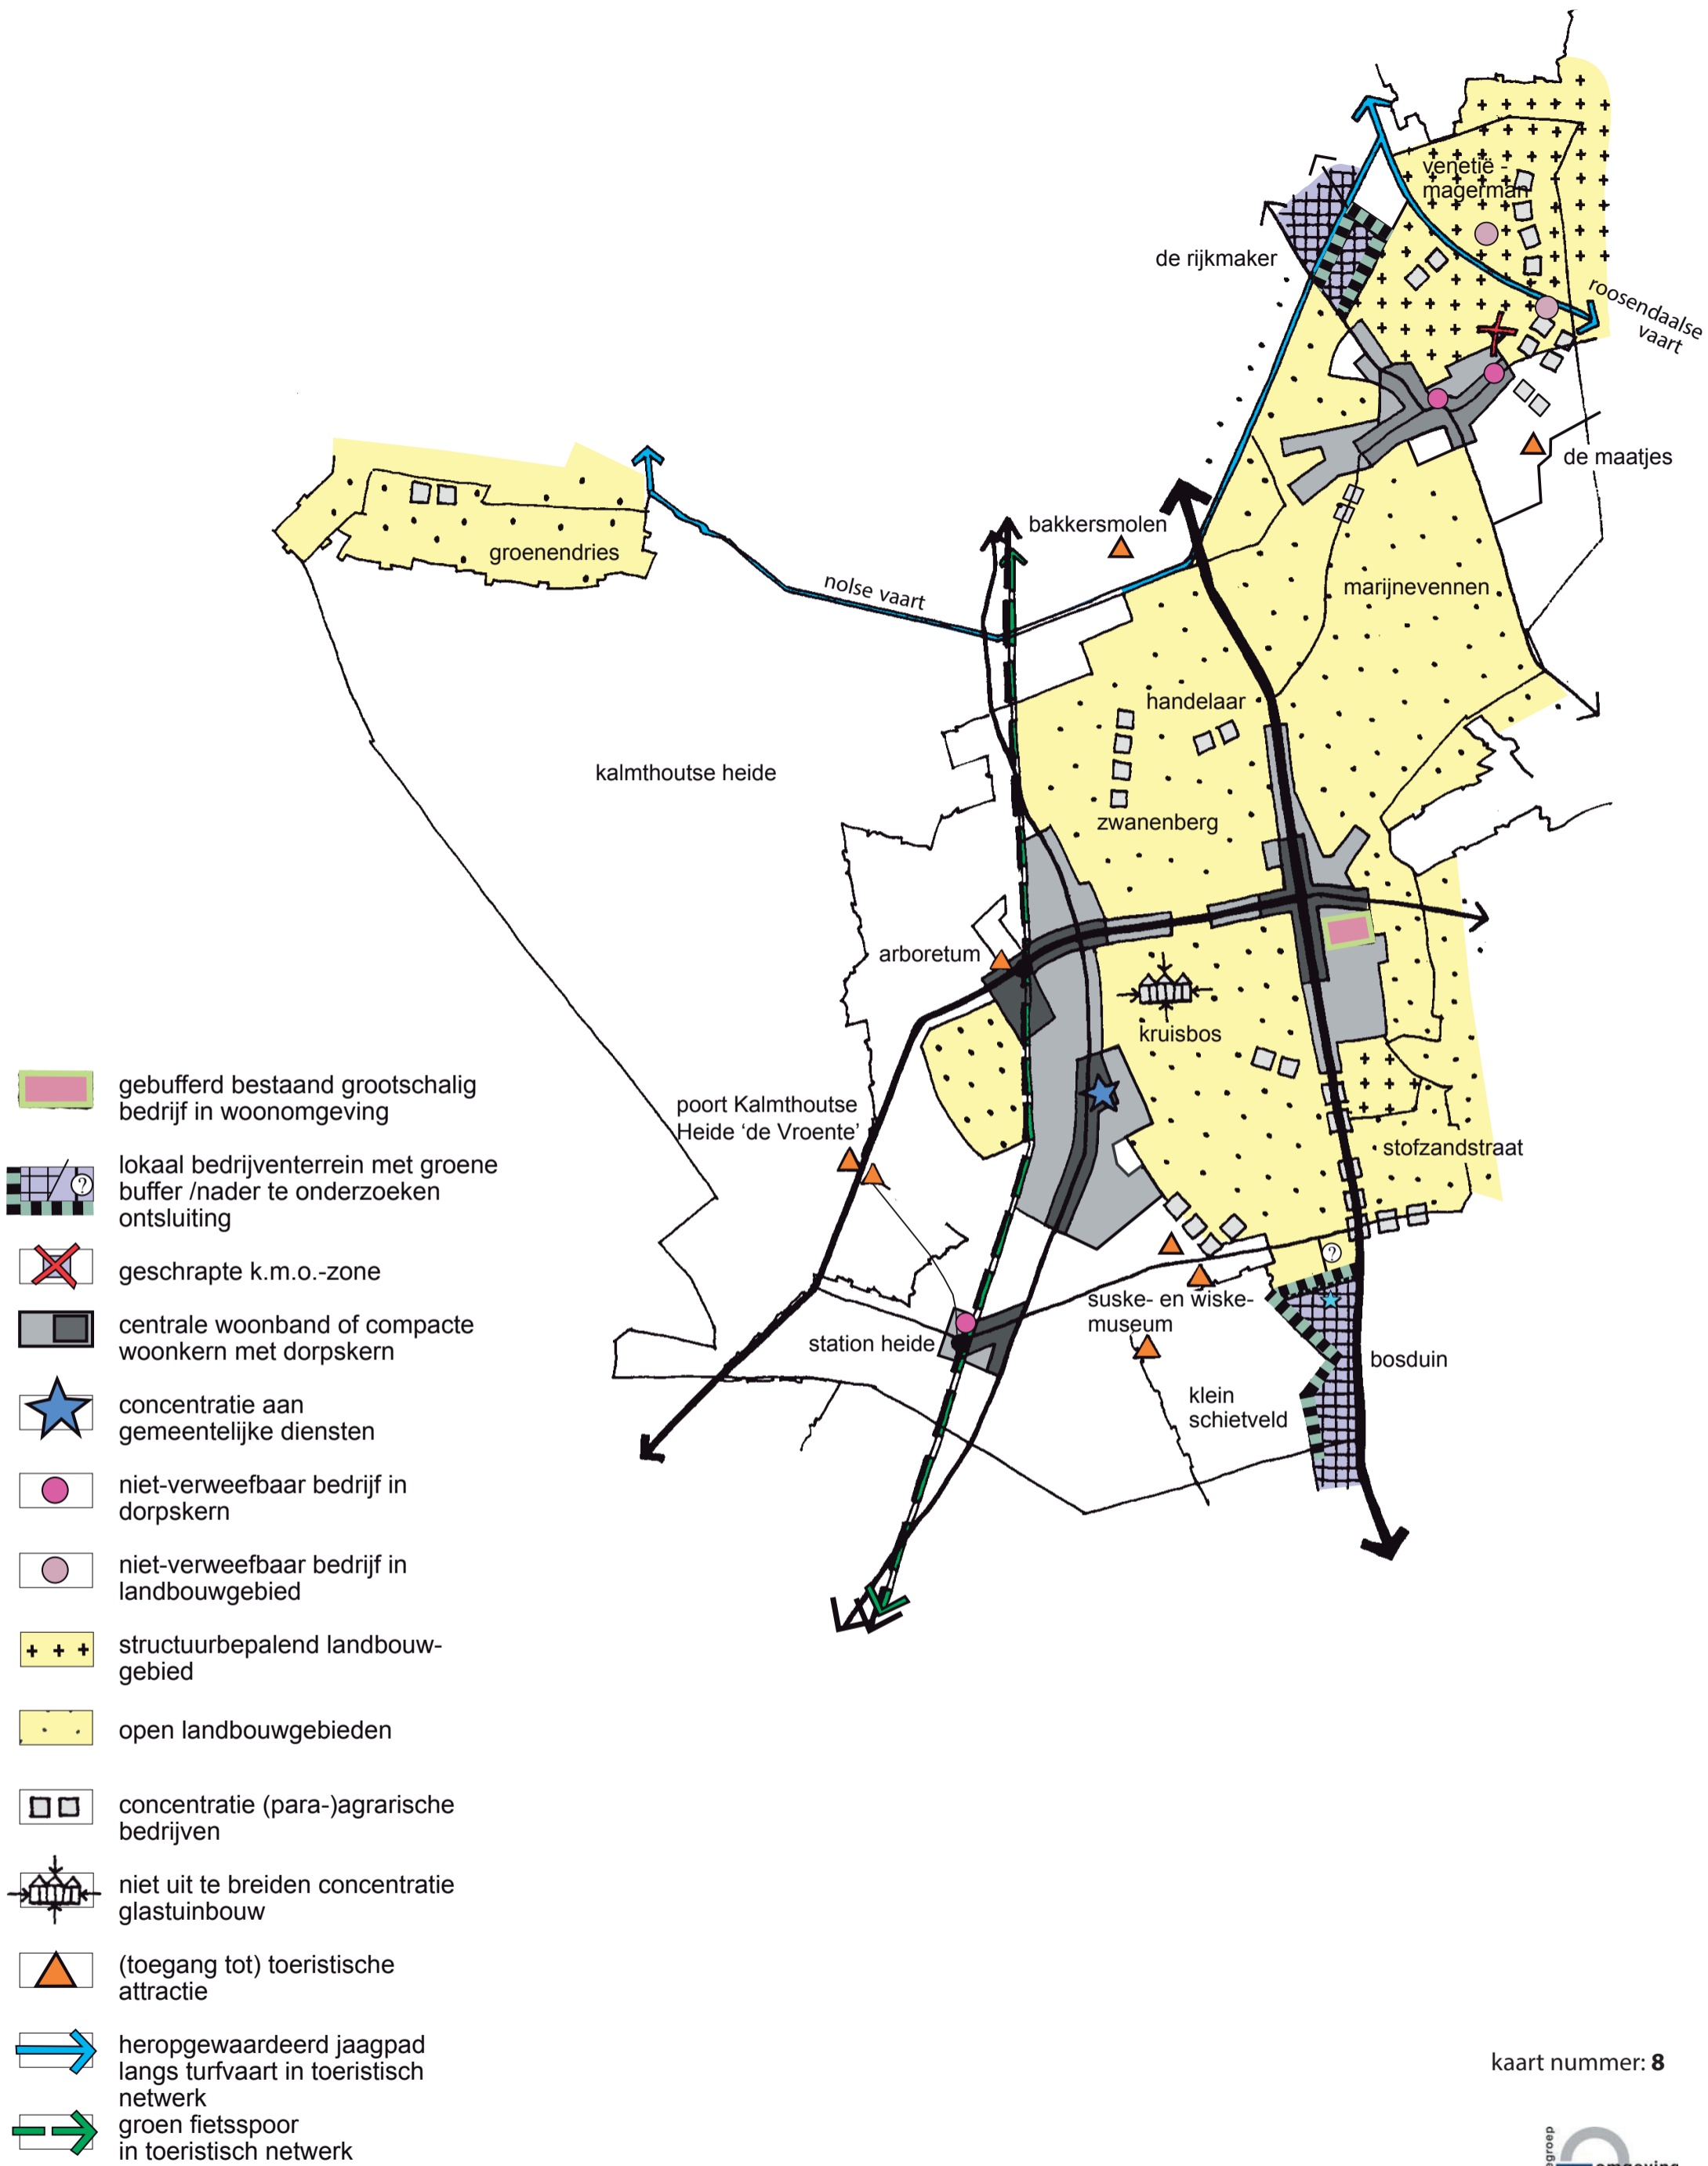 venetië -
magerman
de rijkmaker
roosendaalse
vaart
de maatjes
bakkersmolen
groenendries
nolse vaart
marijnevennen
handelaar
kalmthoutse heide
zwanenberg
arboretum
kruisbos
poort Kalmthoutse
Heide ‘de Vroente’
stofzandstraat
?
suske- en wiske-
museum
station heide
bosduin
klein
schietveld
gebufferd bestaand grootschalig
bedrijf in woonomgeving
?
lokaal bedrijventerrein met groene
buffer /nader te onderzoeken
ontsluiting
geschrapte k.m.o.-zone
centrale woonband of compacte
woonkern met dorpskern
concentratie aan
gemeentelijke diensten
niet-verweefbaar bedrijf in
dorpskern
niet-verweefbaar bedrijf in
landbouwgebied
structuurbepalend landbouw-
gebied
open landbouwgebieden
concentratie (para-)agrarische
bedrijven
niet uit te breiden concentratie
glastuinbouw
(toegang tot) toeristische
attractie
heropgewaardeerd jaagpad
langs turfvaart in toeristisch
netwerk
groen fietsspoor
in toeristisch netwerk
kaart nummer: 8